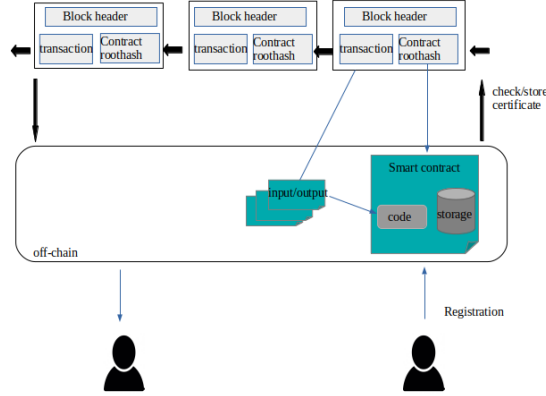 Block header
transaction
Contract
roothash
Block header
transaction
Contract
roothash
Block header
transaction
Contract
roothash
check/store
certificate
Smart contract
input/output
code
storage
off-chain
Registration